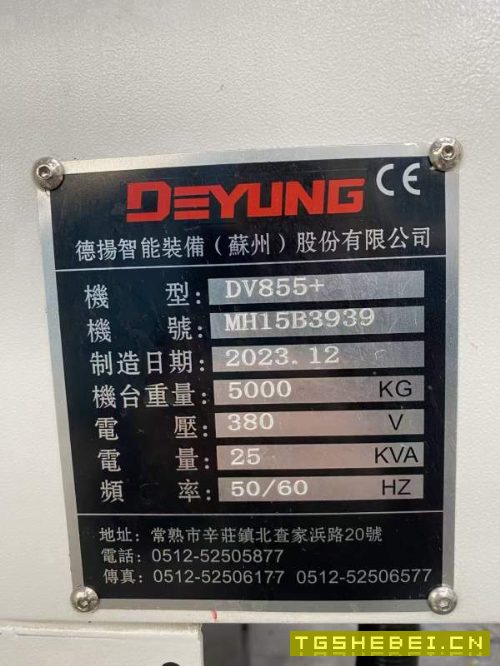 DEYUNG CE
德揚智能裝備（蘇州）股份有限公司
機 型: DV855+
機 號: MH15B3939
制造日期: 2023.12
機台重量: 5000 KG
電 壓: 380 V
電 量: 25 KVA
頻 率: 50/60 HZ
地址: 常熟市辛莊鎮北査家浜路20號
電話: 0512-52505877
傳真: 0512-52506177 0512-52506577
TGSHEBEI.CN